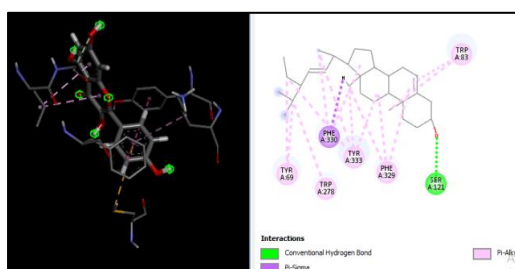 TRP
A:83
H
PHE
A:330
TYR
A:333
PHE
A:329
TYR
A:69
TRP
A:278
SER
A:121
Interactions
Conventional Hydrogen Bond
Pi-Sigma
Pi-Alky